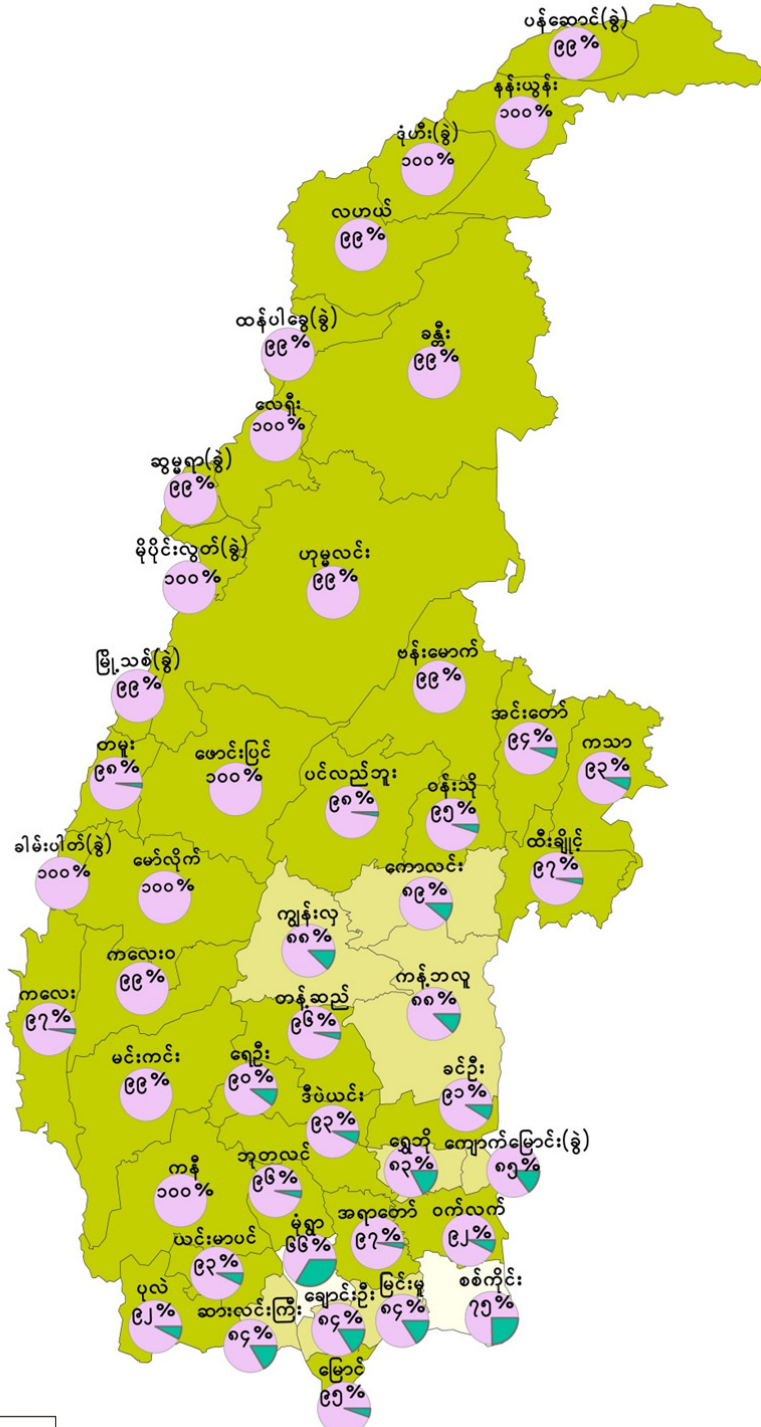 ပန်ဆောင်(ခွဲ)
၉၉%
နန်းယွန်း
၁၀၀%
ဒုံဟီး(ခွဲ)
၁၀၀%
လဟယ်
၉၉%
ထန်ပါခွေ(ခွဲ)
၉၉%
ခန္တီး
၉၉%
လေရှီး
၁၀၀%
ဆွမ္မရာ(ခွဲ)
၉၉%
မိုပိုင်းလွတ်(ခွဲ)
၁၀၀%
ဟုမ္မလင်း
၉၉%
မြို့သစ်(ခွဲ)
၉၉%
ဗန်းမောက်
၉၉%
အင်းတော်
၉၄%
ကသာ
၉၃%
တမူး
၉၈%
ဖောင်းပြင်
၁၀၀%
ပင်လည်ဘူး
၉၈%
ဝန်းသို
၉၅%
ထီးချိုင့်
၉၇%
ခါမ်းပါတ်(ခွဲ)
၁၀၀%
မော်လိုက်
၁၀၀%
ကောလင်း
၈၉%
ကျွန်းလှ
၈၈%
ကန့်ဘလူ
၈၈%
ကလေးဝ
၉၉%
ကလေး
၉၇%
တန့်ဆည်
၉၆%
မင်းကင်း
၉၉%
ရေဦး
၉၀%
ဒီပဲယင်း
၉၃%
ခင်ဦး
၉၁%
ရွှေဘို
၈၃%
ကျောက်မြောင်း(ခွဲ)
၈၅%
ကနီ
၁၀၀%
ဘုတလင်
၉၆%
အရာတော်
၉၇%
ဝက်လက်
၉၂%
ယင်းမာပင်
၉၃%
မုံရွာ
၆၆%
ပုလဲ
၉၂%
ဆားလင်းကြီး
၈၄%
ချောင်းဦး
၈၄%
မြင်းမူ
၈၄%
စစ်ကိုင်း
၇၅%
မြောင်
၉၅%